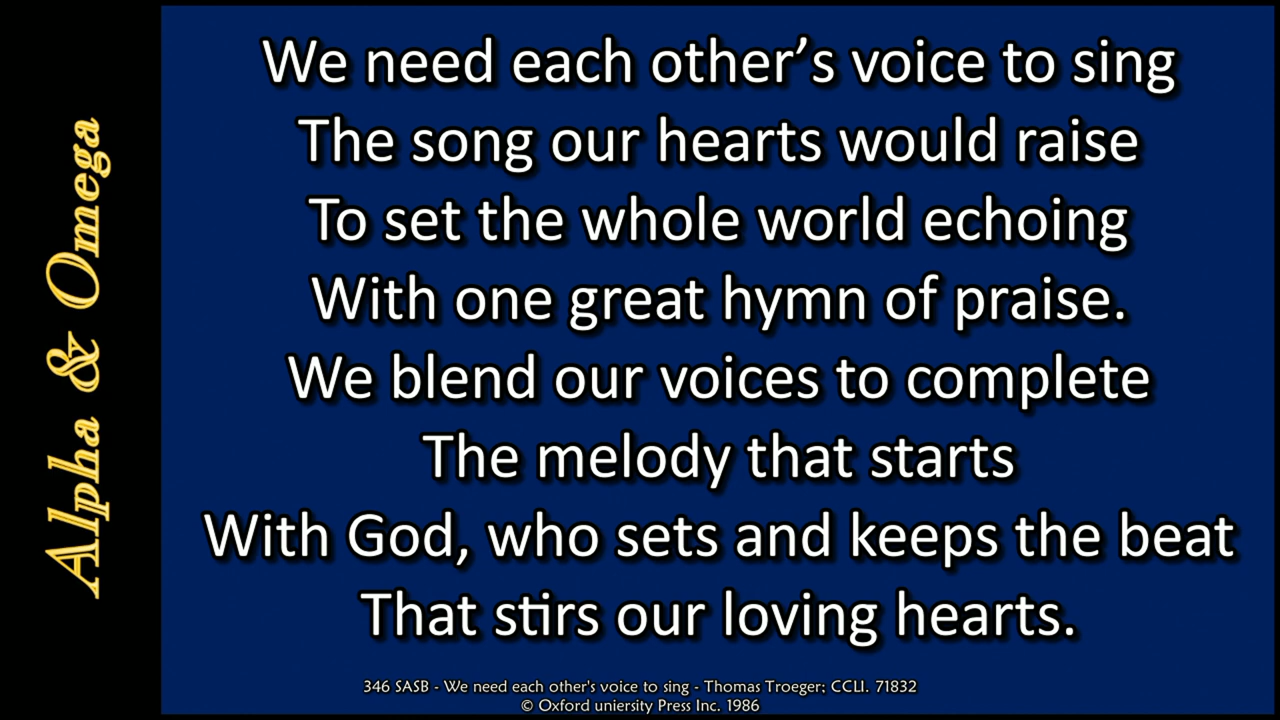 Alpha & Omega
We need each other’s voice to sing
The song our hearts would raise
To set the whole world echoing
With one great hymn of praise.
We blend our voices to complete
The melody that starts
With God, who sets and keeps the beat
That stirs our loving hearts.
346 SASB - We need each other's voice to sing - Thomas Troeger; CCLI. 71832
© Oxford uniersity Press Inc. 1986